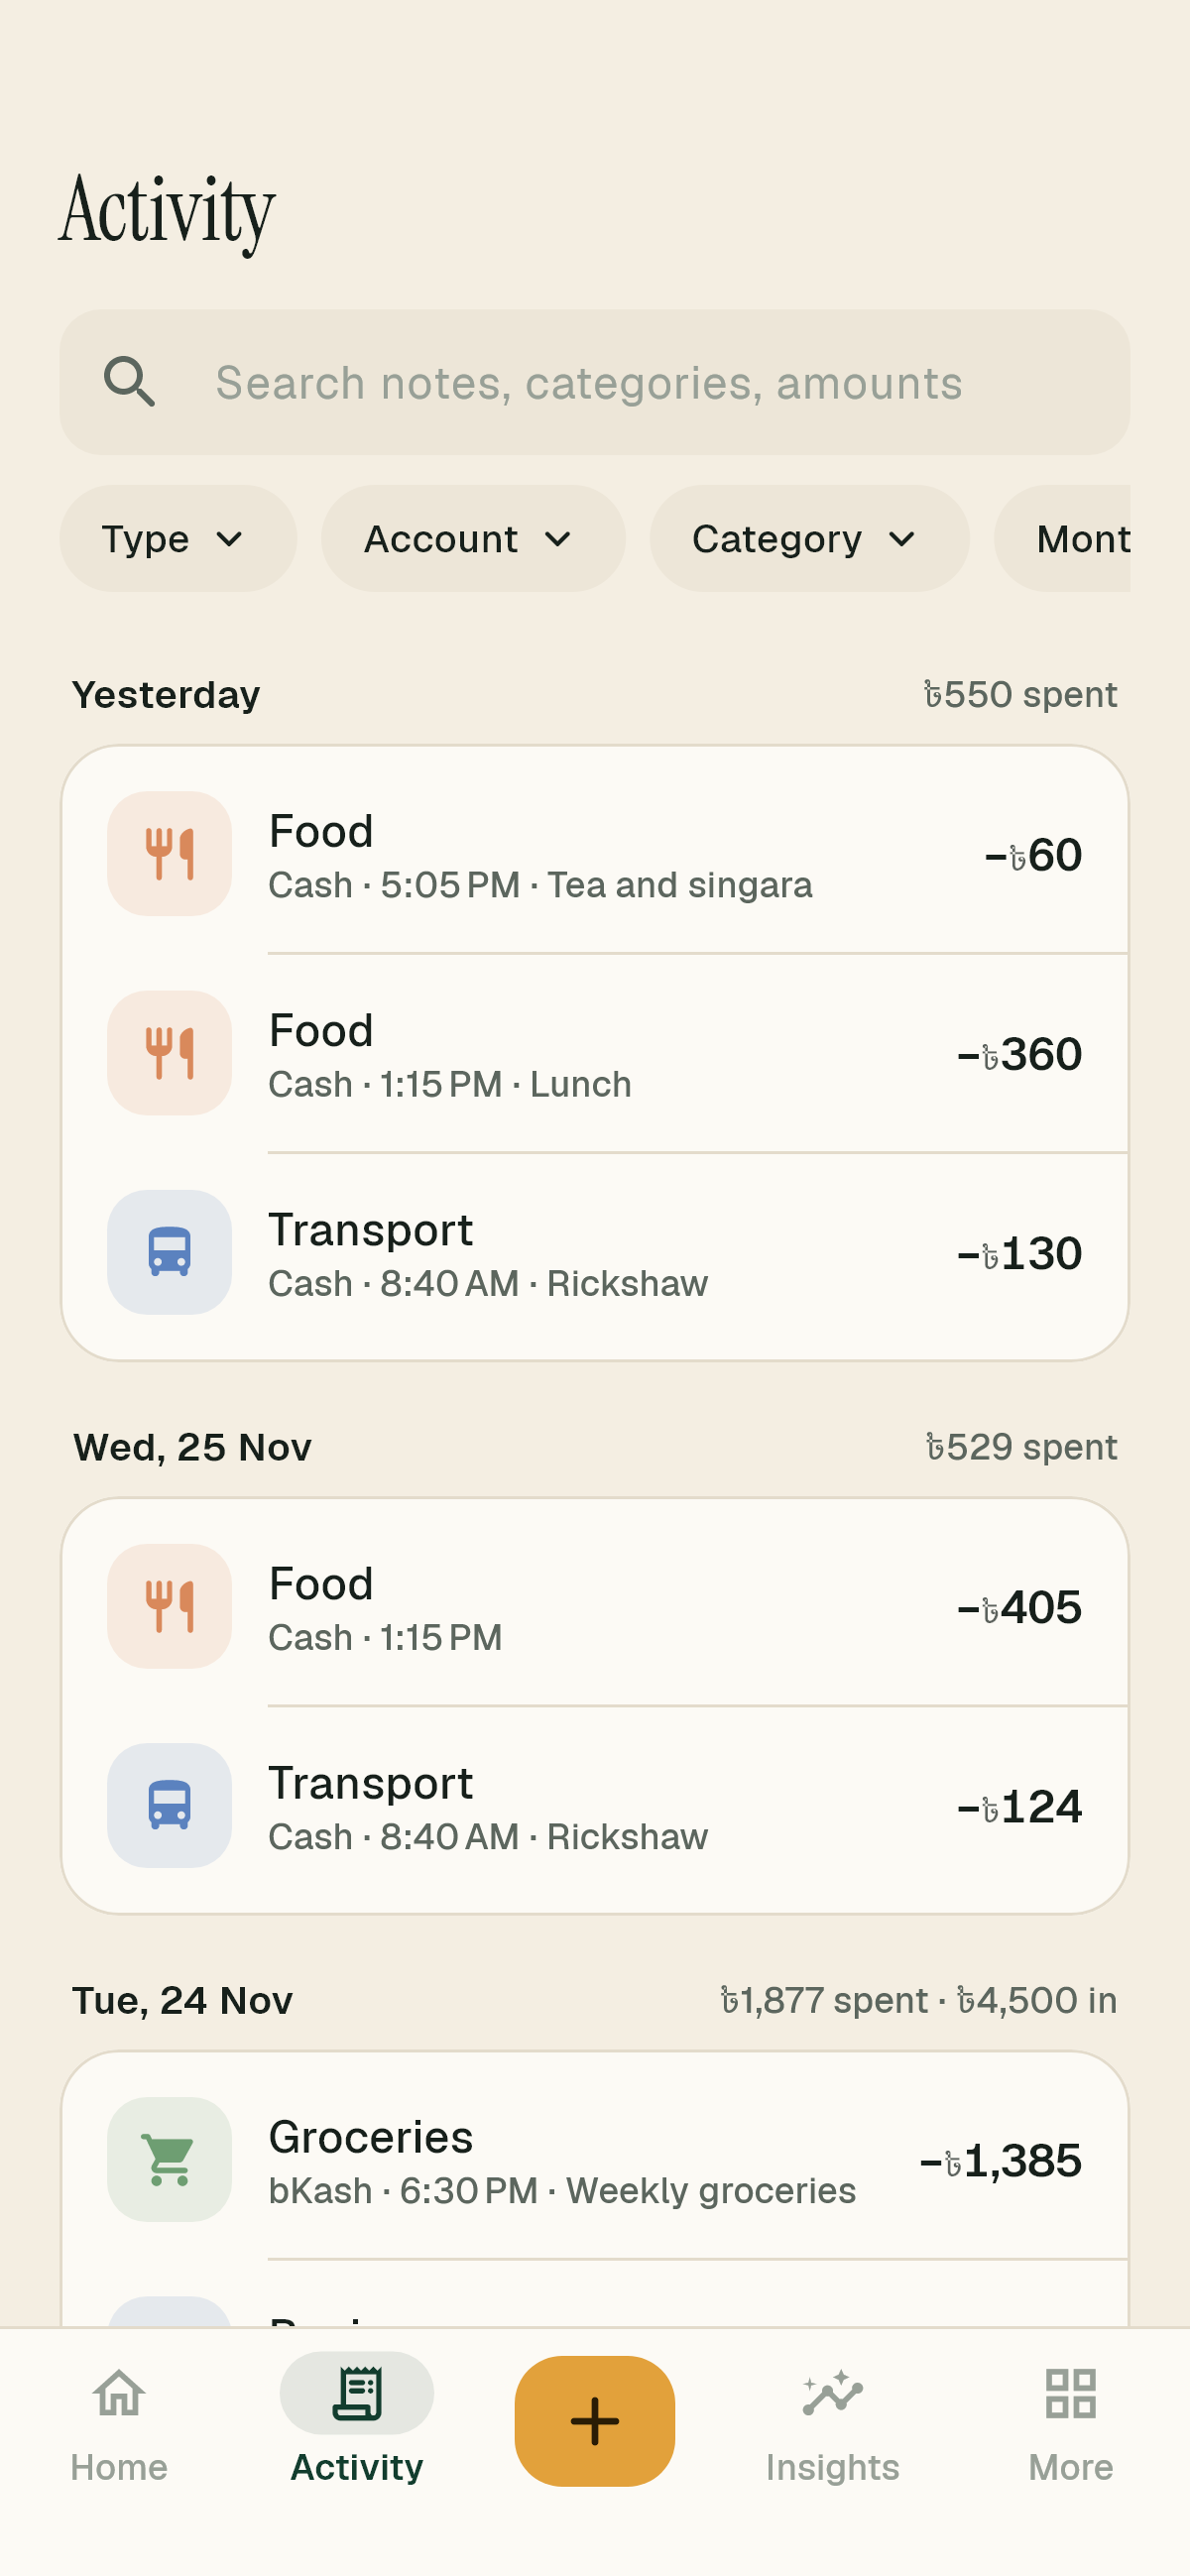 Activity
Search notes, categories, amounts
Type Account Category Mont
Yesterday ৳550 spent
Food
Cash · 5:05 PM · Tea and singara
−৳60
Food
Cash · 1:15 PM · Lunch
−৳360
Transport
Cash · 8:40 AM · Rickshaw
−৳130
Wed, 25 Nov ৳529 spent
Food
Cash · 1:15 PM
−৳405
Transport
Cash · 8:40 AM · Rickshaw
−৳124
Tue, 24 Nov ৳1,877 spent · ৳4,500 in
Groceries
bKash · 6:30 PM · Weekly groceries
−৳1,385
Home Activity Insights More